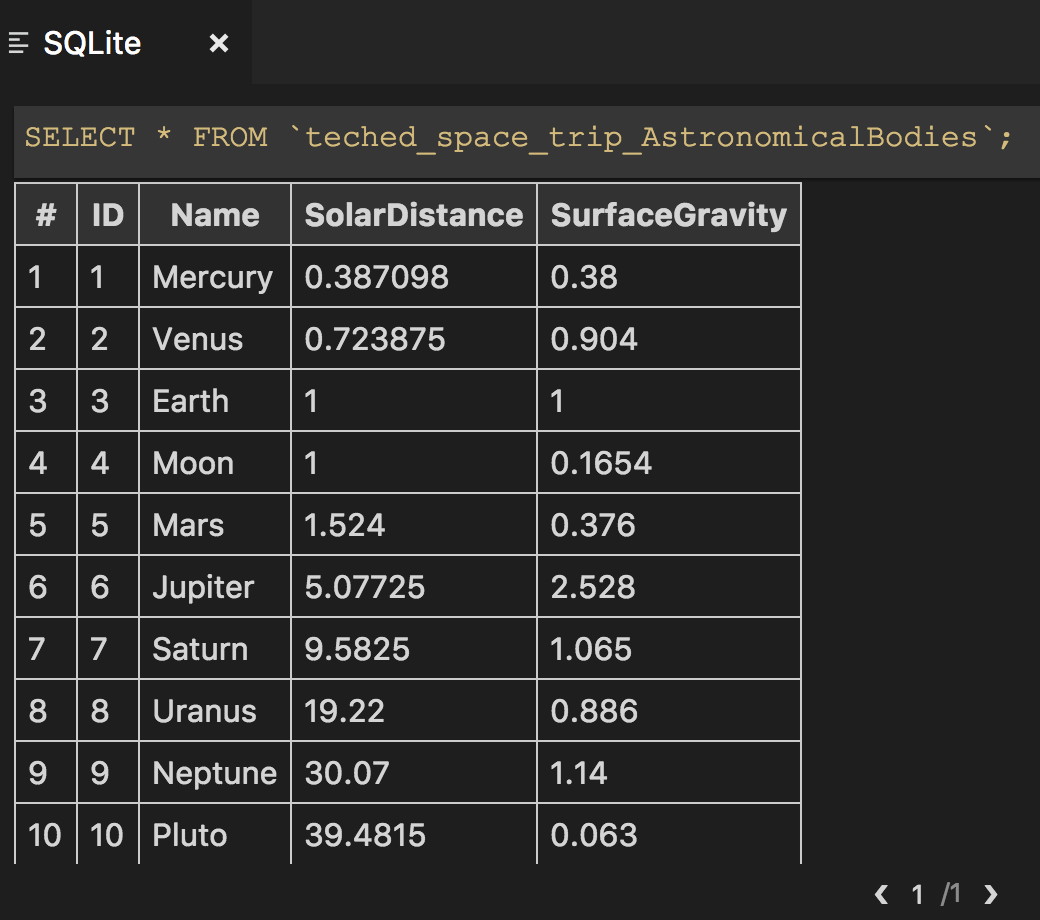 SQLite ×
SELECT * FROM `teched_space_trip_AstronomicalBodies`;
# ID Name SolarDistance SurfaceGravity
1 1 Mercury 0.387098 0.38
2 2 Venus 0.723875 0.904
3 3 Earth 1 1
4 4 Moon 1 0.1654
5 5 Mars 1.524 0.376
6 6 Jupiter 5.07725 2.528
7 7 Saturn 9.5825 1.065
8 8 Uranus 19.22 0.886
9 9 Neptune 30.07 1.14
10 10 Pluto 39.4815 0.063
‹ 1 /1 ›